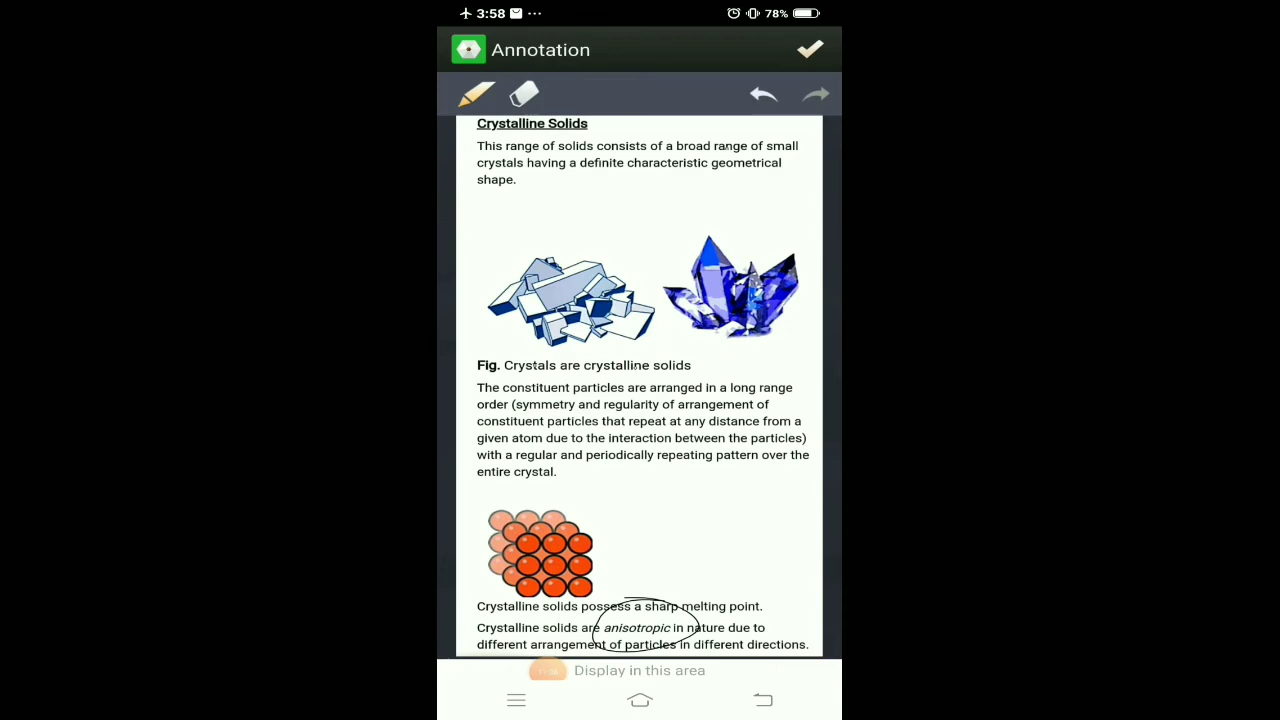 3:58 ... 78%
Annotation
Crystalline Solids
This range of solids consists of a broad range of small
crystals having a definite characteristic geometrical
shape.
Fig. Crystals are crystalline solids
The constituent particles are arranged in a long range
order (symmetry and regularity of arrangement of
constituent particles that repeat at any distance from a
given atom due to the interaction between the particles)
with a regular and periodically repeating pattern over the
entire crystal.
Crystalline solids possess a sharp melting point.
Crystalline solids are anisotropic in nature due to
different arrangement of particles in different directions.
Display in this area